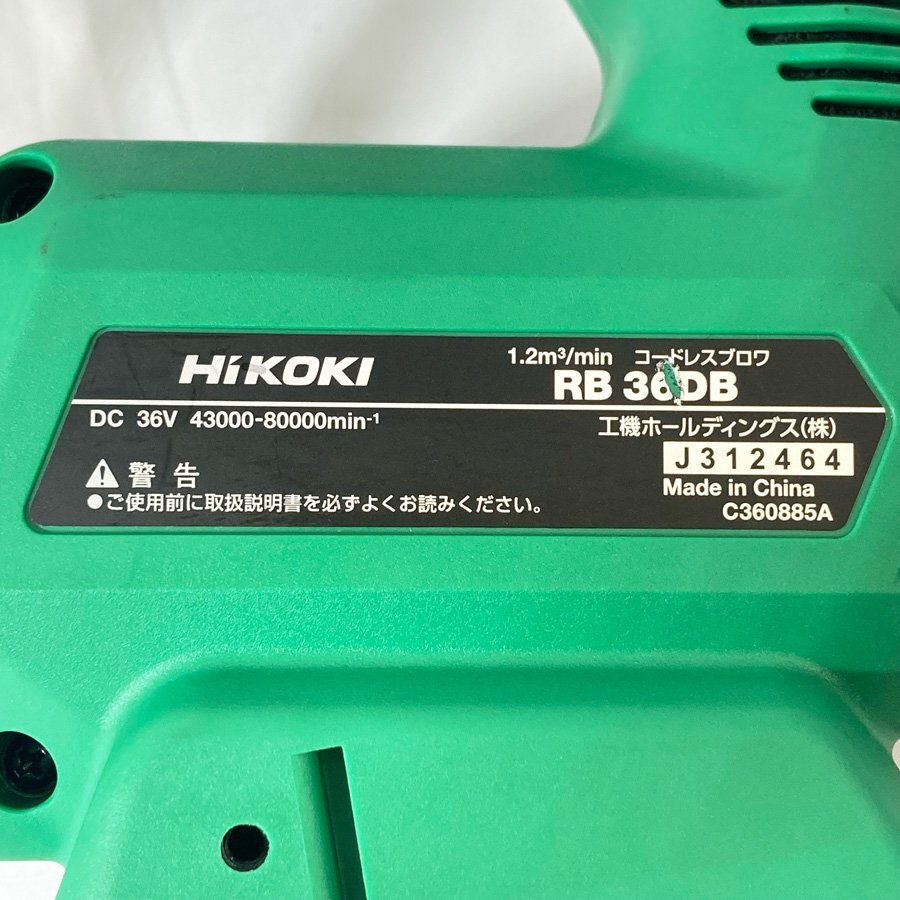 HiKOKI
1.2m³/min コードレスブロワ
RB 36DB
DC 36V 43000-80000min⁻¹
工機ホールディングス(株)
J312464
警告
Made in China
●ご使用前に取扱説明書を必ずよくお読みください。
C360885A